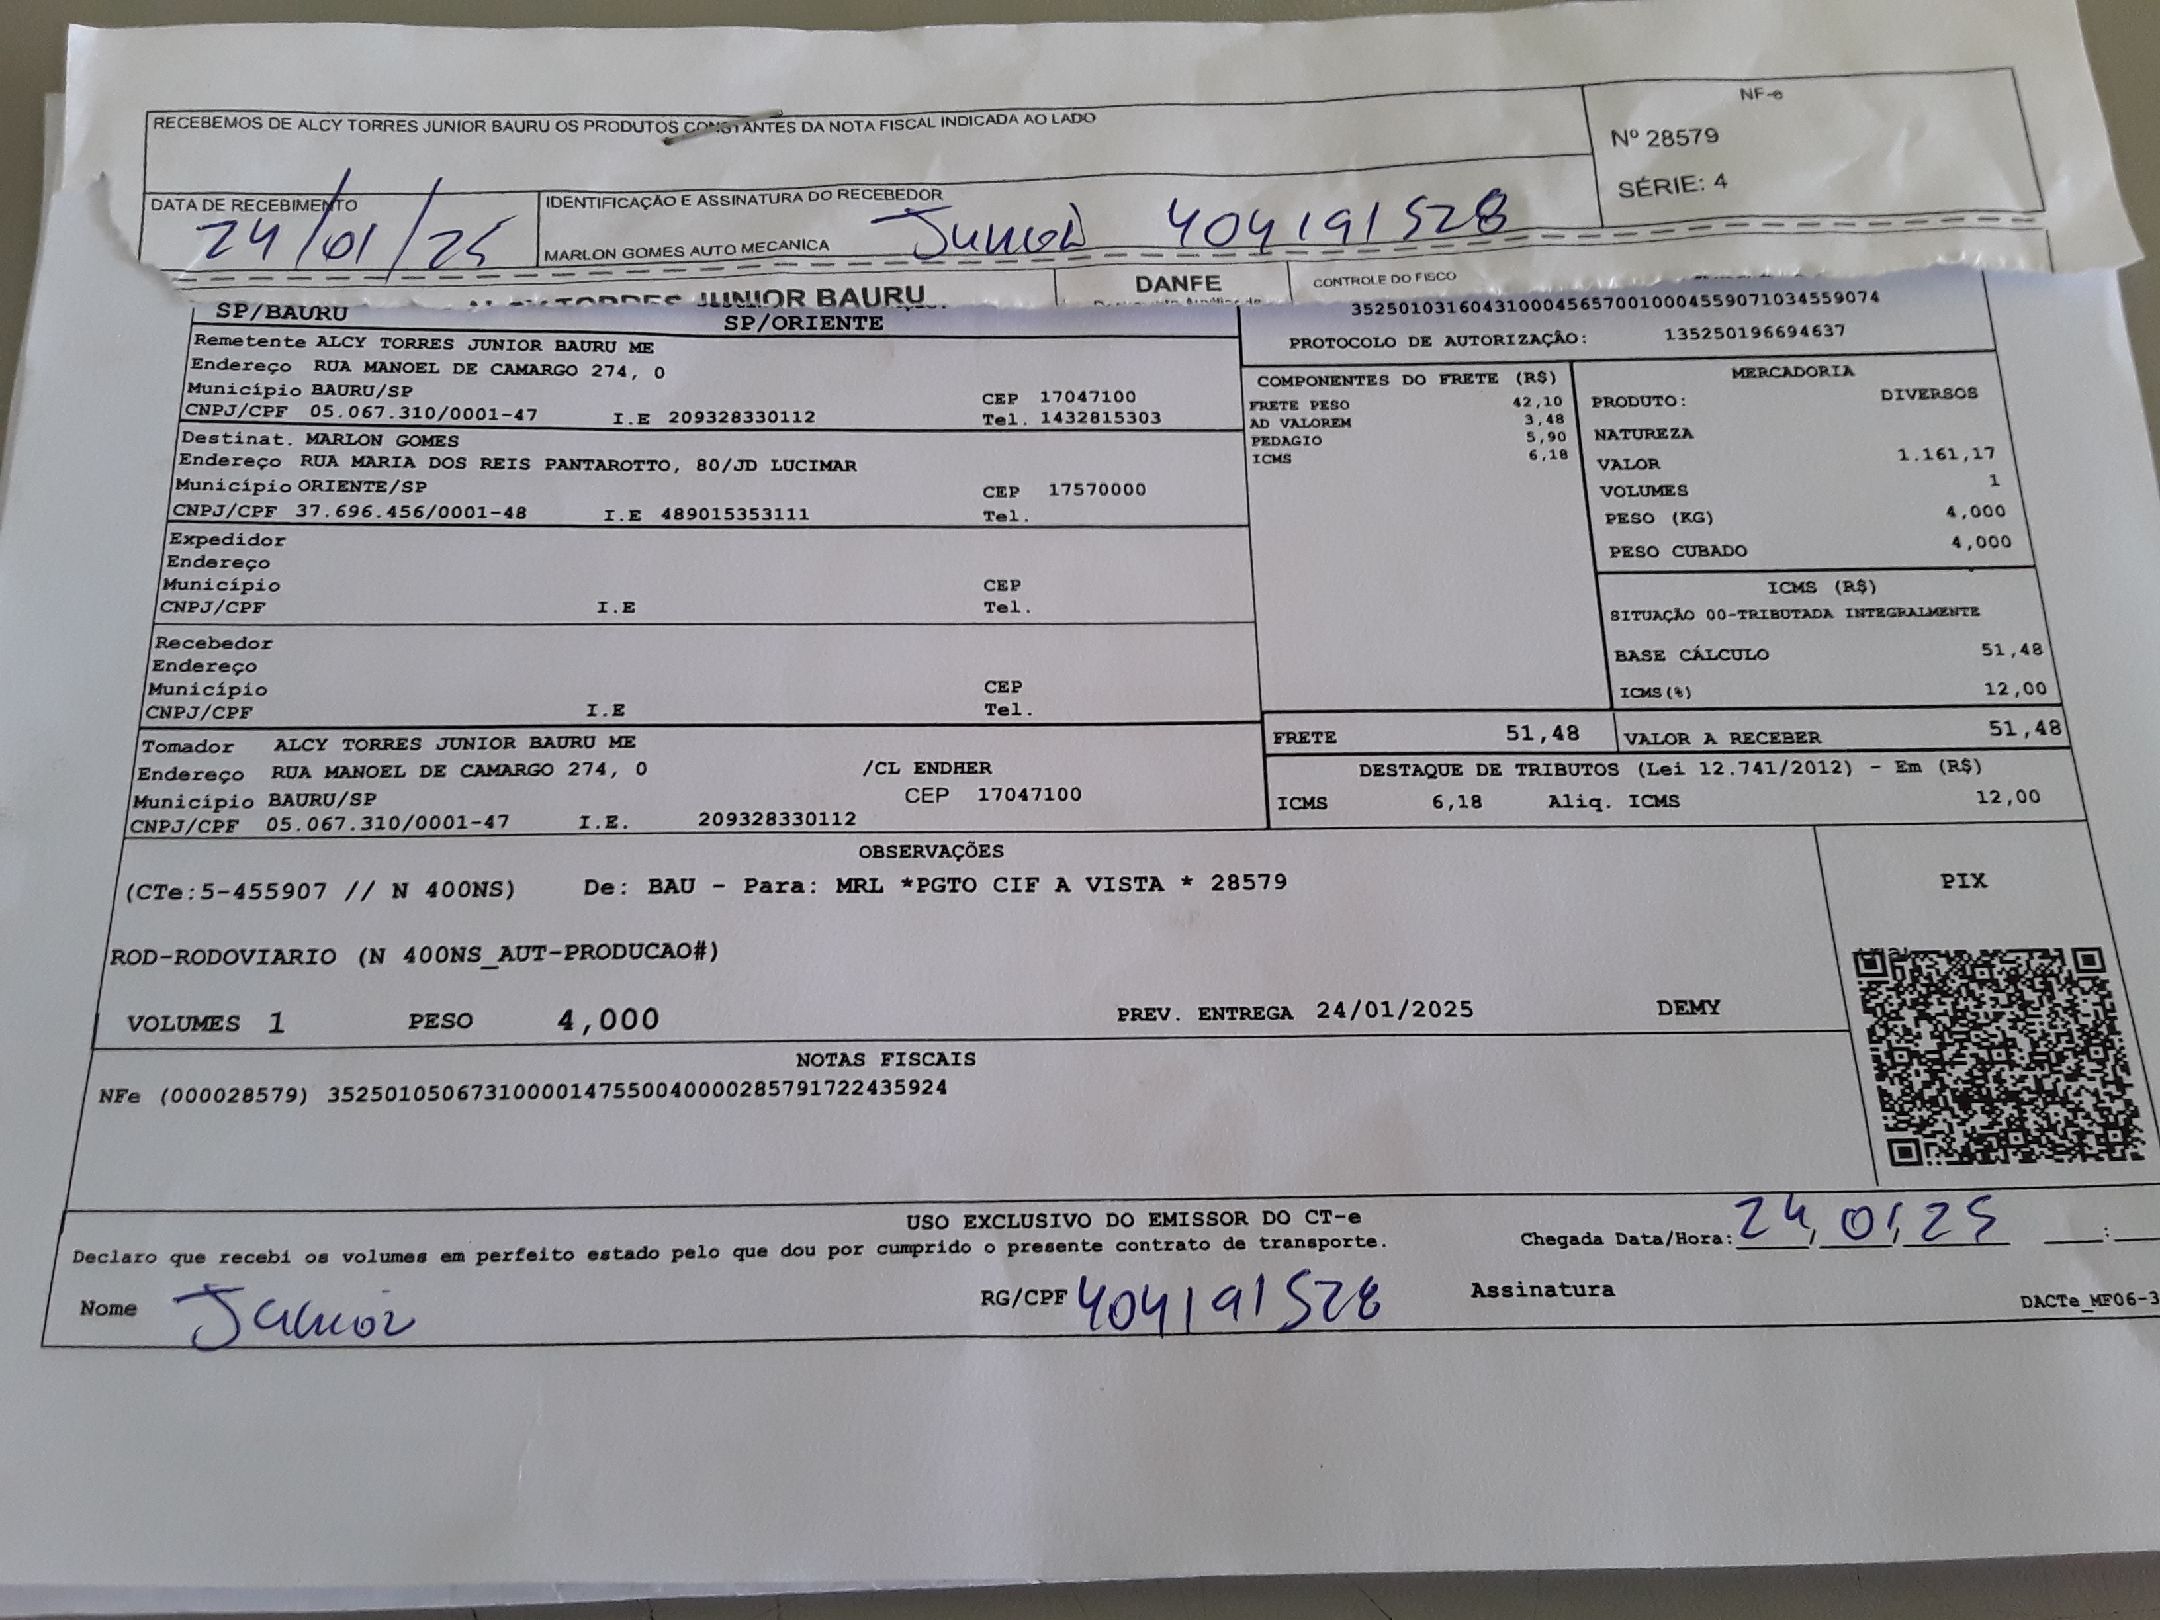 RECEBEMOS DE ALCY TORRES JUNIOR BAURU OS PRODUTOS CONSTANTES DA NOTA FISCAL INDICADA AO LADO
NF-e
Nº 28579
SÉRIE: 4
DATA DE RECEBIMENTO
24/01/25
IDENTIFICAÇÃO E ASSINATURA DO RECEBEDOR
MARLON GOMES AUTO MECANICA
Junior 404191528
ALCY TORRES JUNIOR BAURU
DANFE
CONTROLE DO FISCO
SP/BAURU SP/ORIENTE
35250103160431000456570010004559071034559074
PROTOCOLO DE AUTORIZAÇÃO: 135250196694637
Remetente ALCY TORRES JUNIOR BAURU ME
Endereço RUA MANOEL DE CAMARGO 274, 0
Município BAURU/SP CEP 17047100
CNPJ/CPF 05.067.310/0001-47 I.E 209328330112 Tel. 1432815303
Destinat. MARLON GOMES
Endereço RUA MARIA DOS REIS PANTAROTTO, 80/JD LUCIMAR
Município ORIENTE/SP CEP 17570000
CNPJ/CPF 37.696.456/0001-48 I.E 489015353111 Tel.
Expedidor
Endereço
Município CEP
CNPJ/CPF I.E Tel.
Recebedor
Endereço
Município CEP
CNPJ/CPF I.E Tel.
Tomador ALCY TORRES JUNIOR BAURU ME
Endereço RUA MANOEL DE CAMARGO 274, 0 /CL ENDHER
Município BAURU/SP CEP 17047100
CNPJ/CPF 05.067.310/0001-47 I.E. 209328330112
COMPONENTES DO FRETE (R$)
FRETE PESO 42,10
AD VALOREM 3,48
PEDAGIO 5,90
ICMS 6,18
MERCADORIA
PRODUTO: DIVERSOS
NATUREZA
VALOR 1.161,17
VOLUMES 1
PESO (KG) 4,000
PESO CUBADO 4,000
ICMS (R$)
SITUAÇÃO 00-TRIBUTADA INTEGRALMENTE
BASE CÁLCULO 51,48
ICMS(%) 12,00
FRETE 51,48 VALOR A RECEBER 51,48
DESTAQUE DE TRIBUTOS (Lei 12.741/2012) - Em (R$)
ICMS 6,18 Aliq. ICMS 12,00
OBSERVAÇÕES
(CTe:5-455907 // N 400NS) De: BAU - Para: MRL *PGTO CIF A VISTA * 28579
PIX
ROD-RODOVIARIO (N 400NS_AUT-PRODUCAO#)
VOLUMES 1 PESO 4,000 PREV. ENTREGA 24/01/2025 DEMY
NOTAS FISCAIS
NFe (000028579) 35250105067310000147550040000285791722435924
USO EXCLUSIVO DO EMISSOR DO CT-e
Declaro que recebi os volumes em perfeito estado pelo que dou por cumprido o presente contrato de transporte.
Chegada Data/Hora: 24,01,25 :
Nome Junior RG/CPF 404191528 Assinatura
DACTe_MF06-3